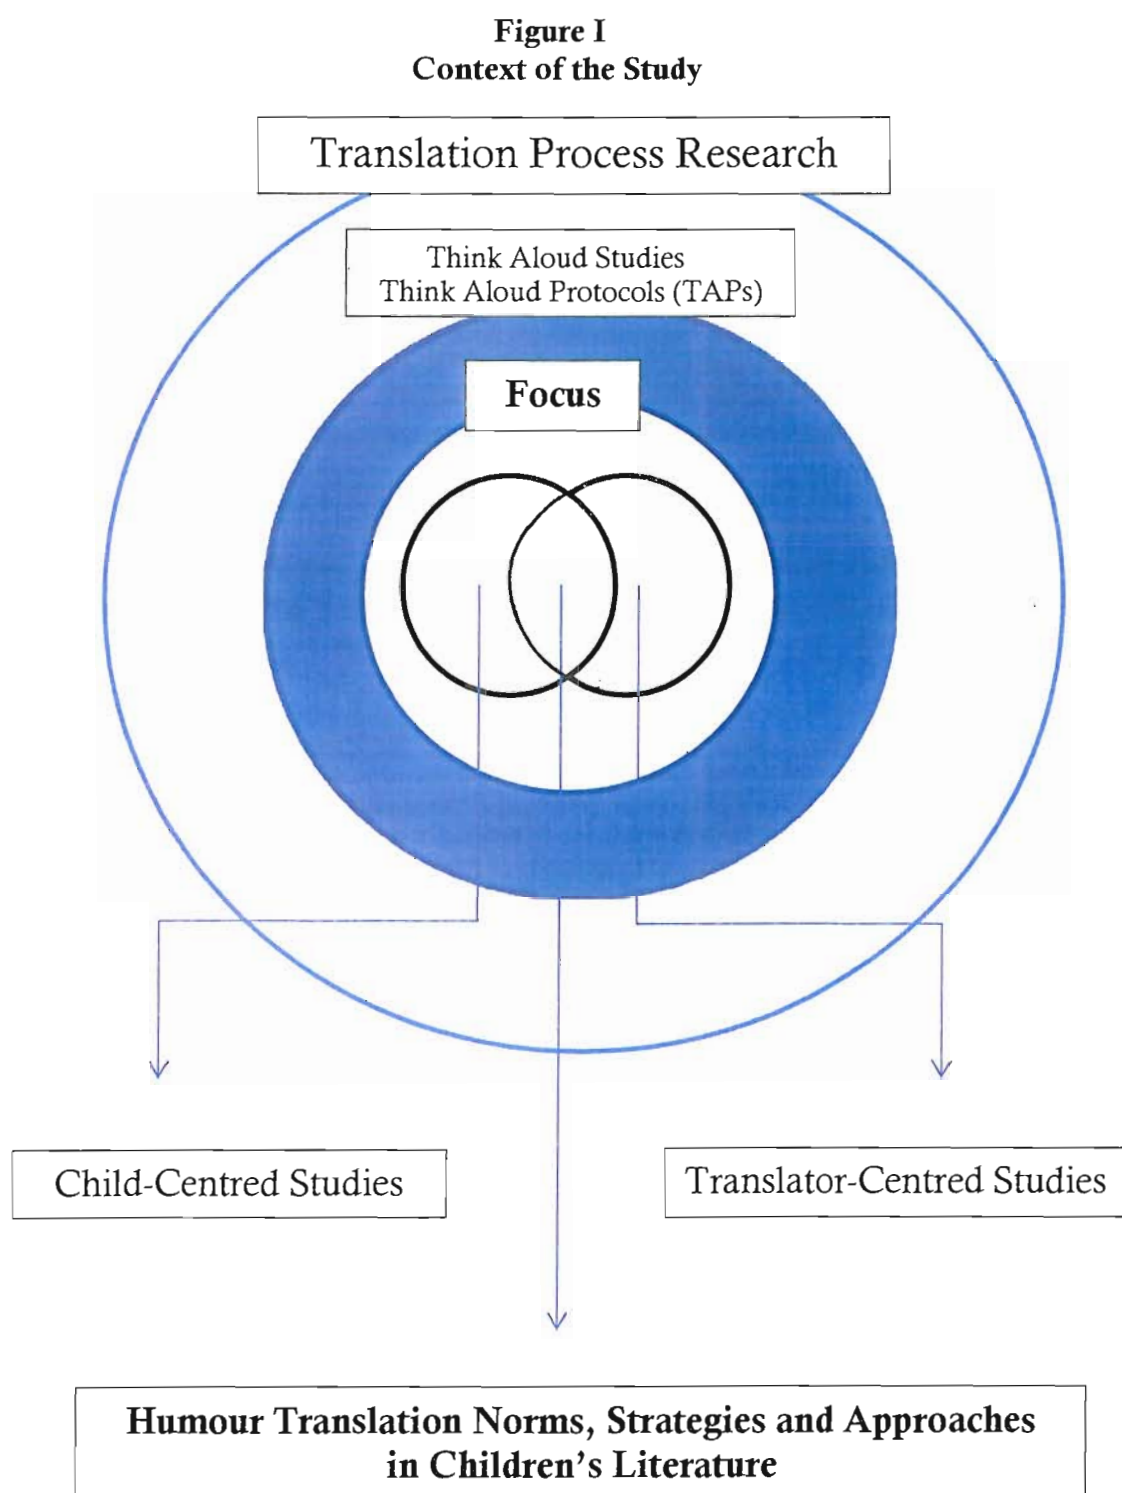 Figure I
Context of the Study
Translation Process Research
Think Aloud Studies
Think Aloud Protocols (TAPs)
Focus
Child-Centred Studies
Translator-Centred Studies
Humour Translation Norms, Strategies and Approaches
in Children's Literature